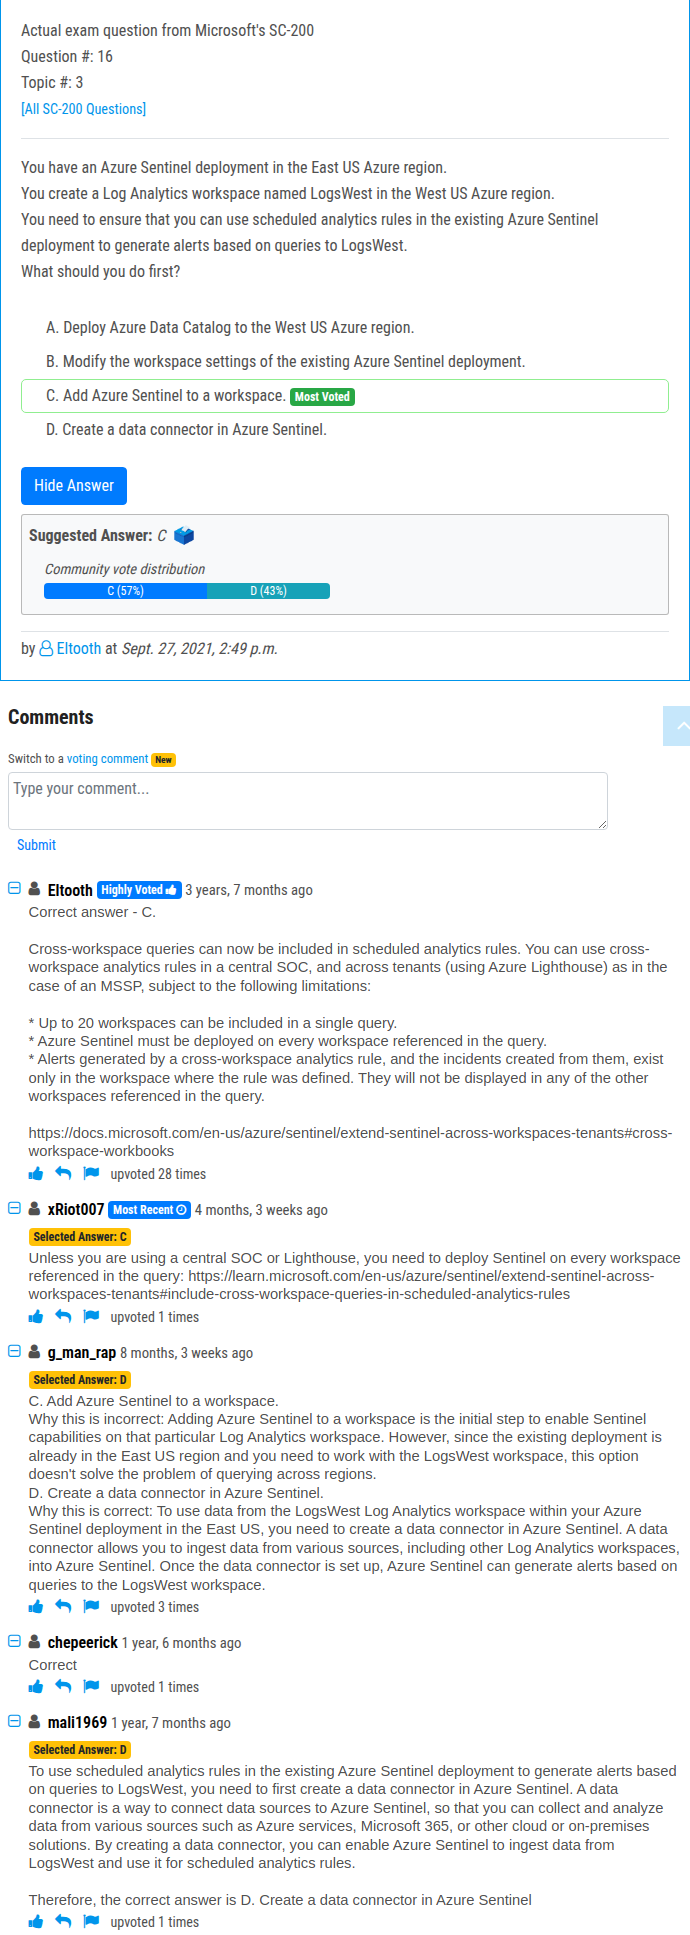 Actual exam question from Microsoft's SC-200
Question #: 16
Topic #: 3
[All SC-200 Questions]
You have an Azure Sentinel deployment in the East US Azure region.
You create a Log Analytics workspace named LogsWest in the West US Azure region.
You need to ensure that you can use scheduled analytics rules in the existing Azure Sentinel
deployment to generate alerts based on queries to LogsWest.
What should you do first?
A. Deploy Azure Data Catalog to the West US Azure region.
B. Modify the workspace settings of the existing Azure Sentinel deployment.
C. Add Azure Sentinel to a workspace. Most Voted
D. Create a data connector in Azure Sentinel.
Hide Answer
Suggested Answer: C
Community vote distribution
C (57%) D (43%)
by Eltooth at Sept. 27, 2021, 2:49 p.m.
Comments
Switch to a voting comment New
Type your comment...
Submit
Eltooth Highly Voted 3 years, 7 months ago
Correct answer - C.
Cross-workspace queries can now be included in scheduled analytics rules. You can use cross-
workspace analytics rules in a central SOC, and across tenants (using Azure Lighthouse) as in the
case of an MSSP, subject to the following limitations:
* Up to 20 workspaces can be included in a single query.
* Azure Sentinel must be deployed on every workspace referenced in the query.
* Alerts generated by a cross-workspace analytics rule, and the incidents created from them, exist
only in the workspace where the rule was defined. They will not be displayed in any of the other
workspaces referenced in the query.
https://docs.microsoft.com/en-us/azure/sentinel/extend-sentinel-across-workspaces-tenants#cross-
workspace-workbooks
upvoted 28 times
xRiot007 Most Recent 4 months, 3 weeks ago
Selected Answer: C
Unless you are using a central SOC or Lighthouse, you need to deploy Sentinel on every workspace
referenced in the query: https://learn.microsoft.com/en-us/azure/sentinel/extend-sentinel-across-
workspaces-tenants#include-cross-workspace-queries-in-scheduled-analytics-rules
upvoted 1 times
g_man_rap 8 months, 3 weeks ago
Selected Answer: D
C. Add Azure Sentinel to a workspace.
Why this is incorrect: Adding Azure Sentinel to a workspace is the initial step to enable Sentinel
capabilities on that particular Log Analytics workspace. However, since the existing deployment is
already in the East US region and you need to work with the LogsWest workspace, this option
doesn't solve the problem of querying across regions.
D. Create a data connector in Azure Sentinel.
Why this is correct: To use data from the LogsWest Log Analytics workspace within your Azure
Sentinel deployment in the East US, you need to create a data connector in Azure Sentinel. A data
connector allows you to ingest data from various sources, including other Log Analytics workspaces,
into Azure Sentinel. Once the data connector is set up, Azure Sentinel can generate alerts based on
queries to the LogsWest workspace.
upvoted 3 times
chepeerick 1 year, 6 months ago
Correct
upvoted 1 times
mali1969 1 year, 7 months ago
Selected Answer: D
To use scheduled analytics rules in the existing Azure Sentinel deployment to generate alerts based
on queries to LogsWest, you need to first create a data connector in Azure Sentinel. A data
connector is a way to connect data sources to Azure Sentinel, so that you can collect and analyze
data from various sources such as Azure services, Microsoft 365, or other cloud or on-premises
solutions. By creating a data connector, you can enable Azure Sentinel to ingest data from
LogsWest and use it for scheduled analytics rules.
Therefore, the correct answer is D. Create a data connector in Azure Sentinel
upvoted 1 times